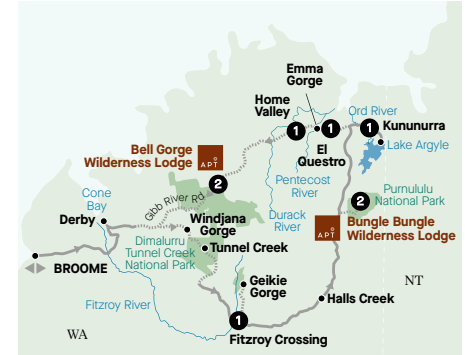 Emma
Gorge
Home
Valley
Ord River
1
1
1
Kununurra
Bell Gorge
Wilderness Lodge
APT
El
Questro
Lake Argyle
2
Pentecost
River
Purnululu
National Park
Cone
Bay
Gibb River Rd
2
Derby
Windjana
Gorge
Durack
River
Bungle Bungle
Wilderness Lodge
APT
Dimalurru
Tunnel Creek
National Park
Tunnel Creek
BROOME
Geikie
Gorge
NT
Fitzroy River
Halls Creek
1
WA
Fitzroy Crossing